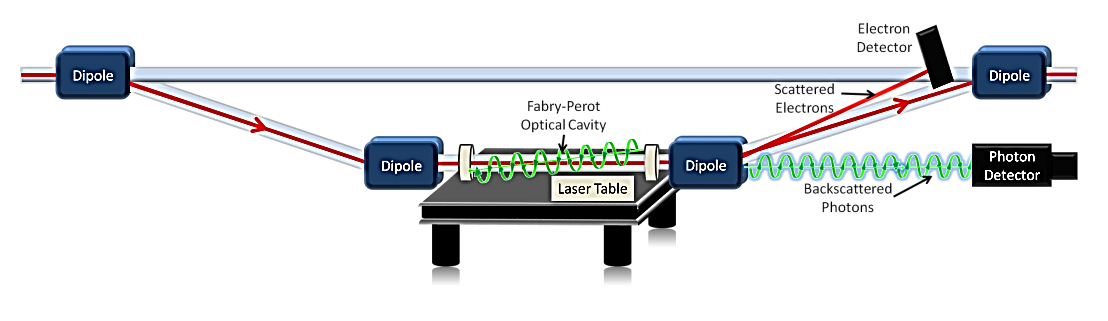 Electron
Detector
Dipole
Dipole
Scattered
Electrons
Fabry-Perot
Optical Cavity
Dipole
Dipole
Photon
Detector
Laser Table
Backscattered
Photons